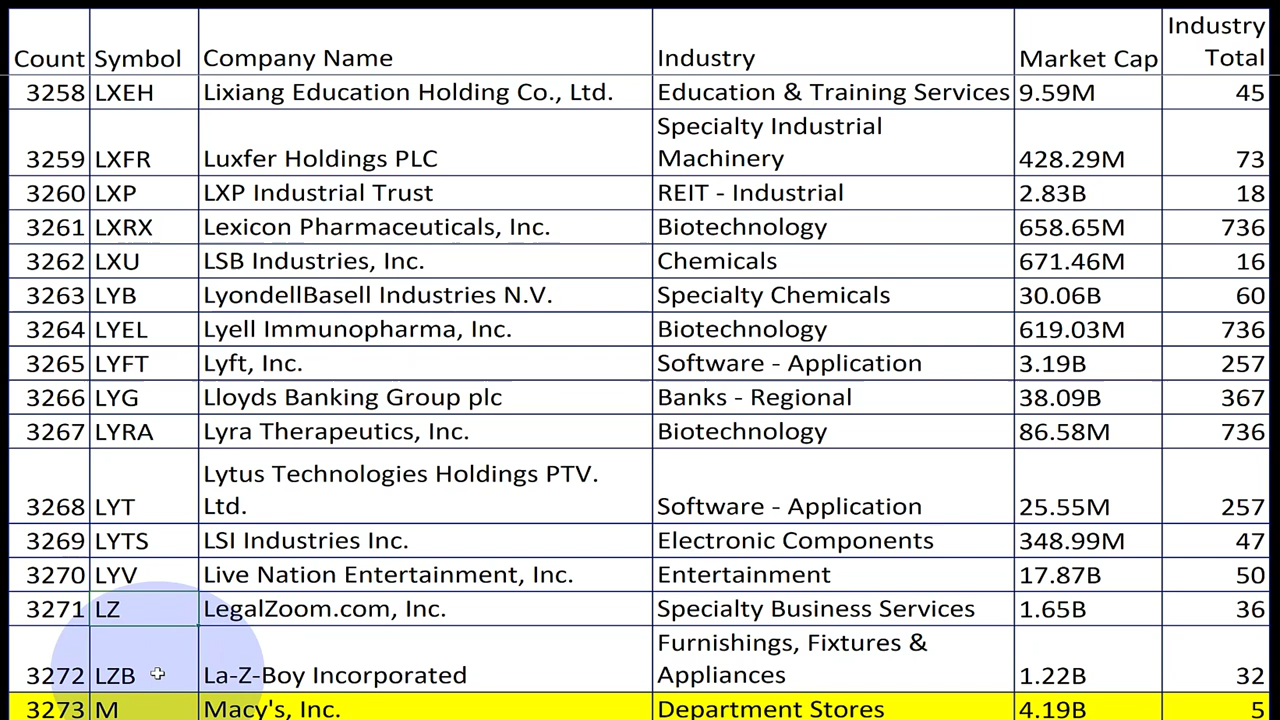 Count Symbol Company Name Industry Market Cap Industry Total
3258 LXEH Lixiang Education Holding Co., Ltd. Education & Training Services 9.59M 45
3259 LXFR Luxfer Holdings PLC Specialty Industrial Machinery 428.29M 73
3260 LXP LXP Industrial Trust REIT - Industrial 2.83B 18
3261 LXRX Lexicon Pharmaceuticals, Inc. Biotechnology 658.65M 736
3262 LXU LSB Industries, Inc. Chemicals 671.46M 16
3263 LYB LyondellBasell Industries N.V. Specialty Chemicals 30.06B 60
3264 LYEL Lyell Immunopharma, Inc. Biotechnology 619.03M 736
3265 LYFT Lyft, Inc. Software - Application 3.19B 257
3266 LYG Lloyds Banking Group plc Banks - Regional 38.09B 367
3267 LYRA Lyra Therapeutics, Inc. Biotechnology 86.58M 736
3268 LYT Lytus Technologies Holdings PTV. Ltd. Software - Application 25.55M 257
3269 LYTS LSI Industries Inc. Electronic Components 348.99M 47
3270 LYV Live Nation Entertainment, Inc. Entertainment 17.87B 50
3271 LZ LegalZoom.com, Inc. Specialty Business Services 1.65B 36
3272 LZB La-Z-Boy Incorporated Furnishings, Fixtures & Appliances 1.22B 32
3273 M Macy's, Inc. Department Stores 4.19B 5